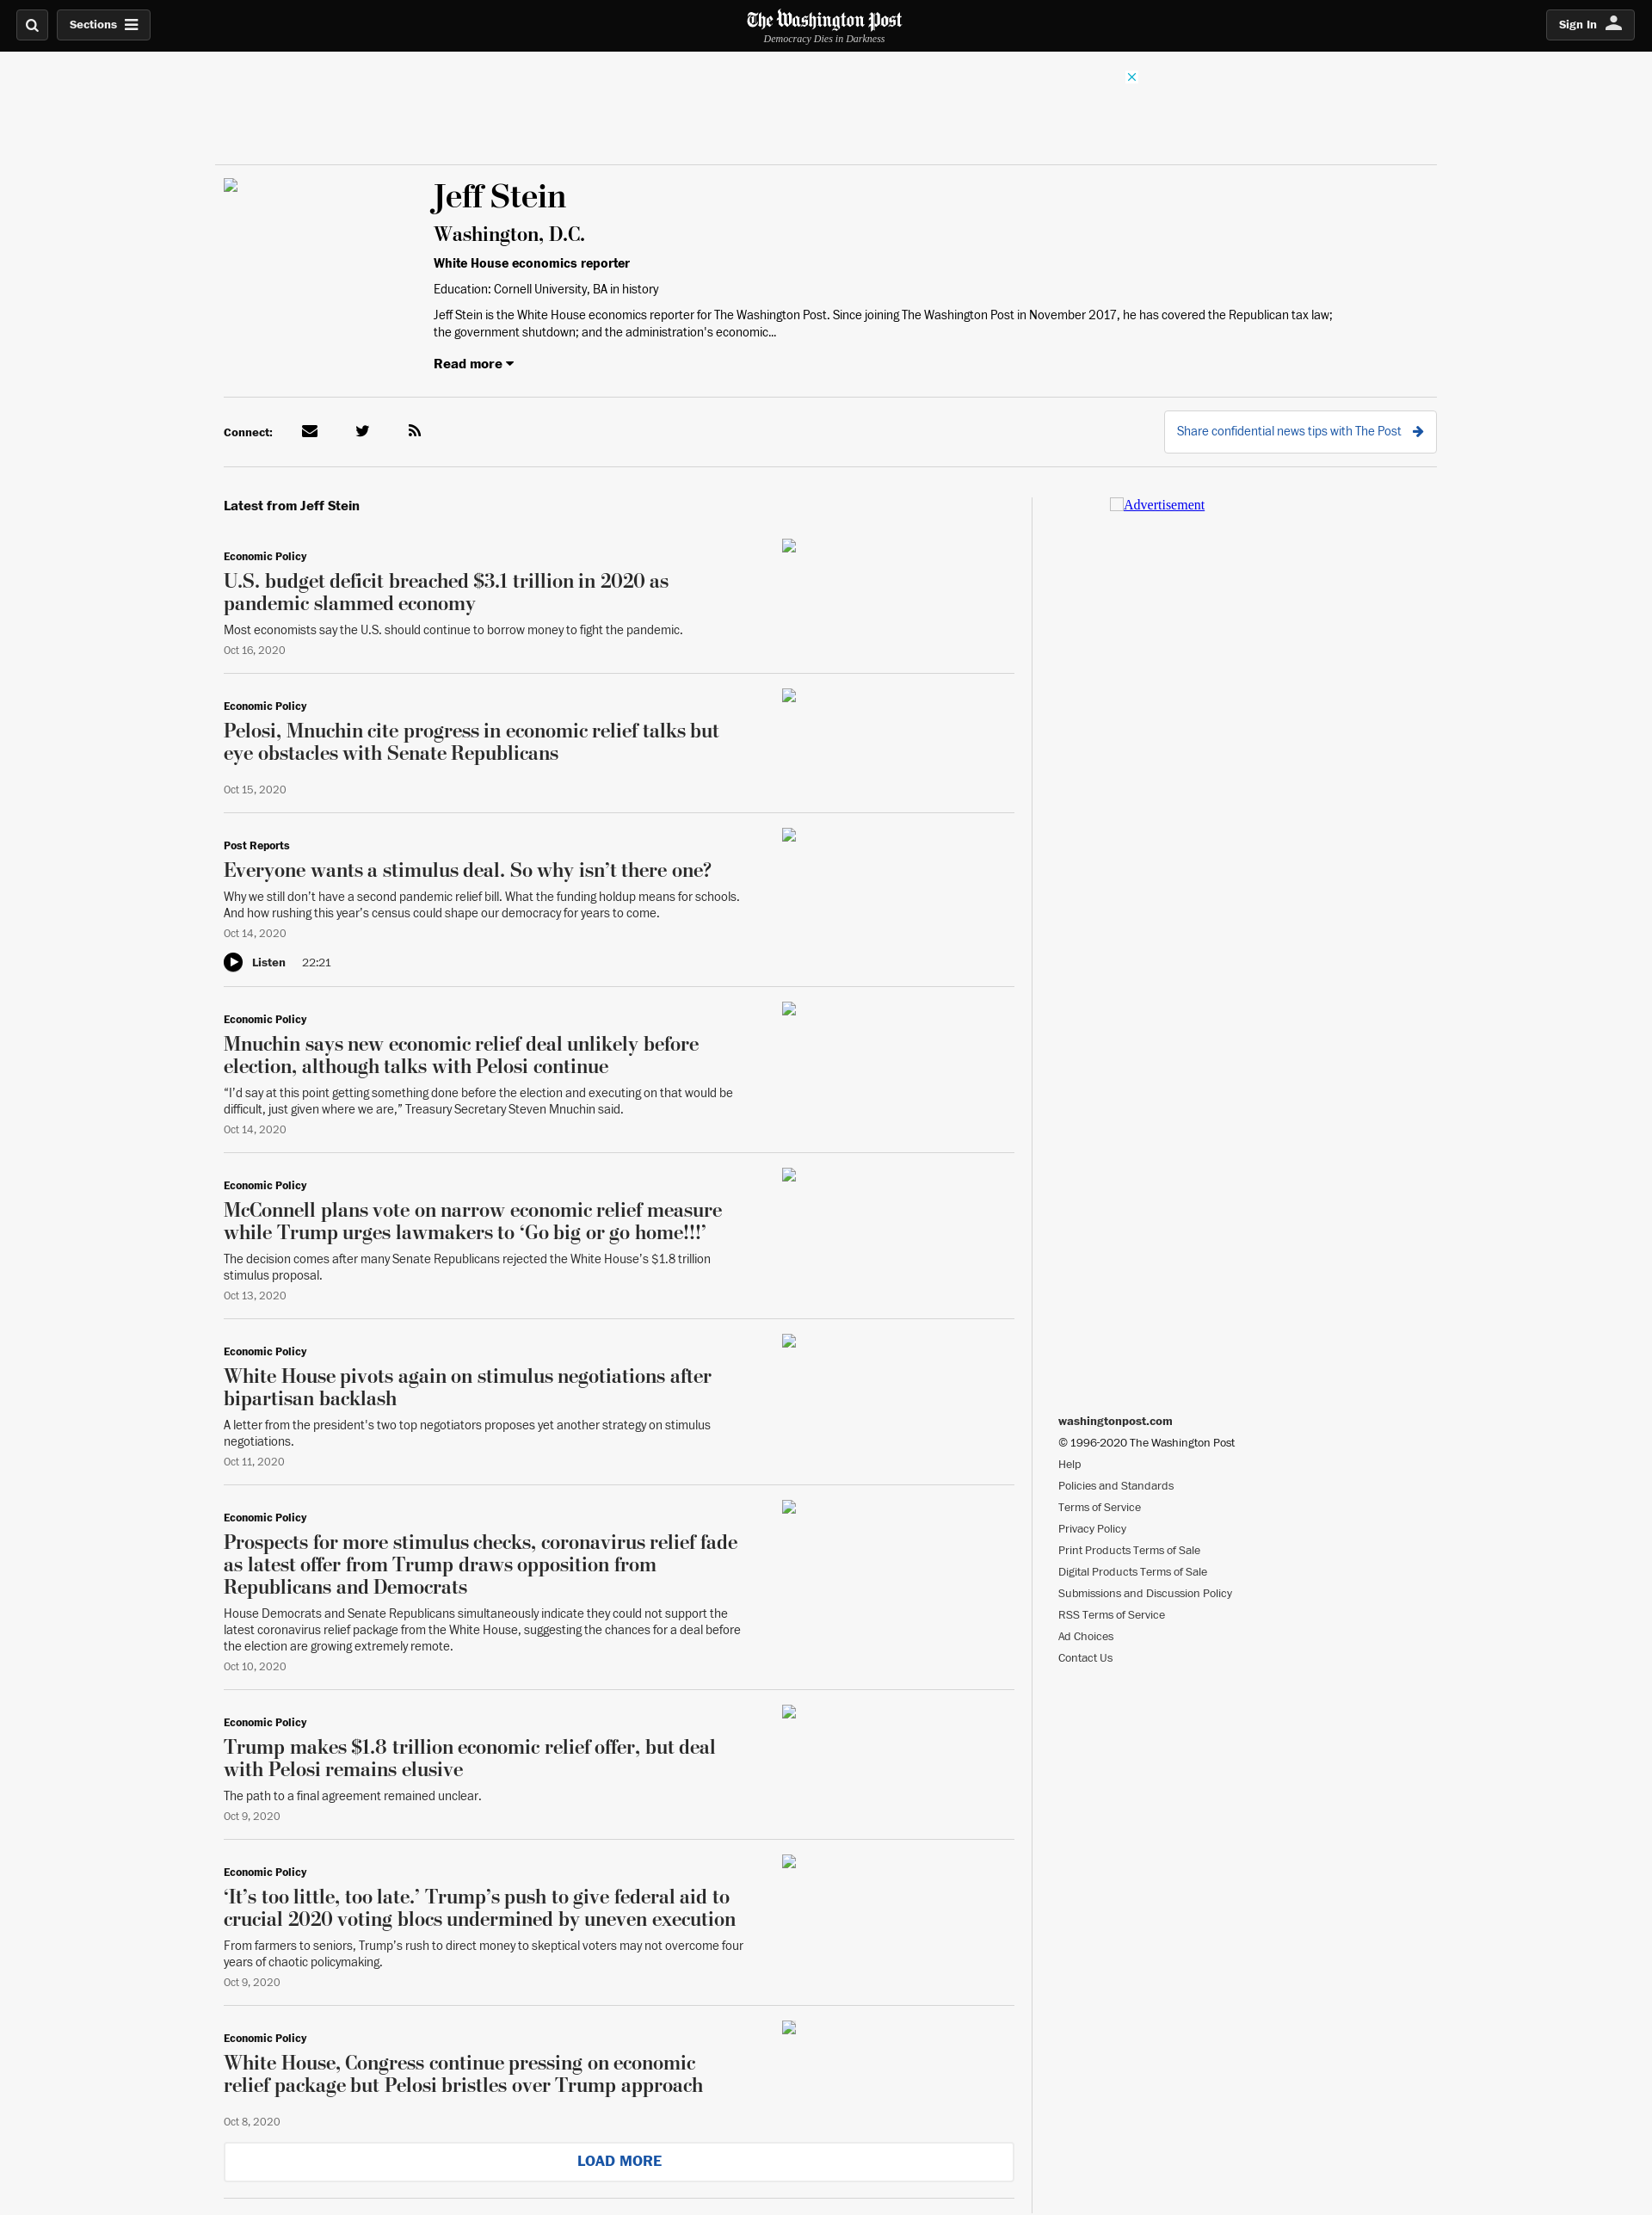 Sections
The Washington Post
Democracy Dies in Darkness
Sign In
Jeff Stein
Washington, D.C.
White House economics reporter
Education: Cornell University, BA in history
Jeff Stein is the White House economics reporter for The Washington Post. Since joining The Washington Post in November 2017, he has covered the Republican tax law;
the government shutdown; and the administration's economic...
Read more
Connect:
Share confidential news tips with The Post
Latest from Jeff Stein
Advertisement
Economic Policy
U.S. budget deficit breached $3.1 trillion in 2020 as
pandemic slammed economy
Most economists say the U.S. should continue to borrow money to fight the pandemic.
Oct 16, 2020
Economic Policy
Pelosi, Mnuchin cite progress in economic relief talks but
eye obstacles with Senate Republicans
Oct 15, 2020
Post Reports
Everyone wants a stimulus deal. So why isn’t there one?
Why we still don’t have a second pandemic relief bill. What the funding holdup means for schools.
And how rushing this year’s census could shape our democracy for years to come.
Oct 14, 2020
Listen 22:21
Economic Policy
Mnuchin says new economic relief deal unlikely before
election, although talks with Pelosi continue
“I’d say at this point getting something done before the election and executing on that would be
difficult, just given where we are,” Treasury Secretary Steven Mnuchin said.
Oct 14, 2020
Economic Policy
McConnell plans vote on narrow economic relief measure
while Trump urges lawmakers to ‘Go big or go home!!!’
The decision comes after many Senate Republicans rejected the White House’s $1.8 trillion
stimulus proposal.
Oct 13, 2020
Economic Policy
White House pivots again on stimulus negotiations after
bipartisan backlash
A letter from the president's two top negotiators proposes yet another strategy on stimulus
negotiations.
Oct 11, 2020
Economic Policy
Prospects for more stimulus checks, coronavirus relief fade
as latest offer from Trump draws opposition from
Republicans and Democrats
House Democrats and Senate Republicans simultaneously indicate they could not support the
latest coronavirus relief package from the White House, suggesting the chances for a deal before
the election are growing extremely remote.
Oct 10, 2020
Economic Policy
Trump makes $1.8 trillion economic relief offer, but deal
with Pelosi remains elusive
The path to a final agreement remained unclear.
Oct 9, 2020
Economic Policy
‘It’s too little, too late.’ Trump’s push to give federal aid to
crucial 2020 voting blocs undermined by uneven execution
From farmers to seniors, Trump’s rush to direct money to skeptical voters may not overcome four
years of chaotic policymaking.
Oct 9, 2020
Economic Policy
White House, Congress continue pressing on economic
relief package but Pelosi bristles over Trump approach
Oct 8, 2020
LOAD MORE
washingtonpost.com
© 1996-2020 The Washington Post
Help
Policies and Standards
Terms of Service
Privacy Policy
Print Products Terms of Sale
Digital Products Terms of Sale
Submissions and Discussion Policy
RSS Terms of Service
Ad Choices
Contact Us